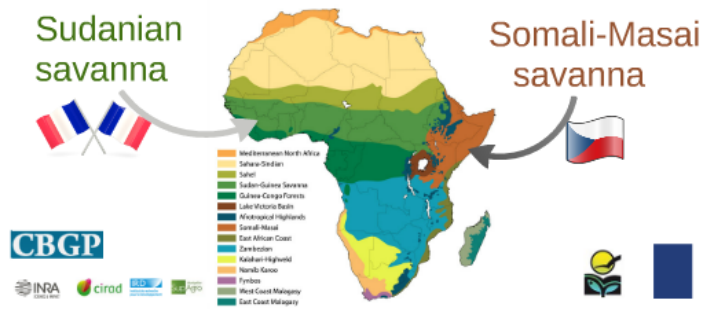 Sudanian
savanna
Somali-Masai
savanna
Mediterranean North Africa
Sahara-Sindian
Sahel
Sudan-Guinea Savanna
Guinea-Congo Forests
Lake Victoria Basin
Afrotropical Highlands
Somali-Masai
East African Coast
Zambezian
Kalahari-Highveld
Namib Karoo
Fynbos
West Coast Malagasy
East Coast Malagasy
CBGP
INRA
cirad
IRD
Agro